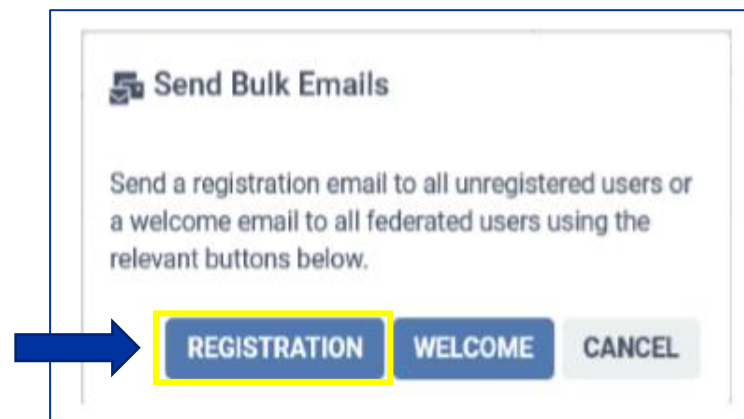 Send Bulk Emails
Send a registration email to all unregistered users or
a welcome email to all federated users using the
relevant buttons below.
REGISTRATION WELCOME CANCEL